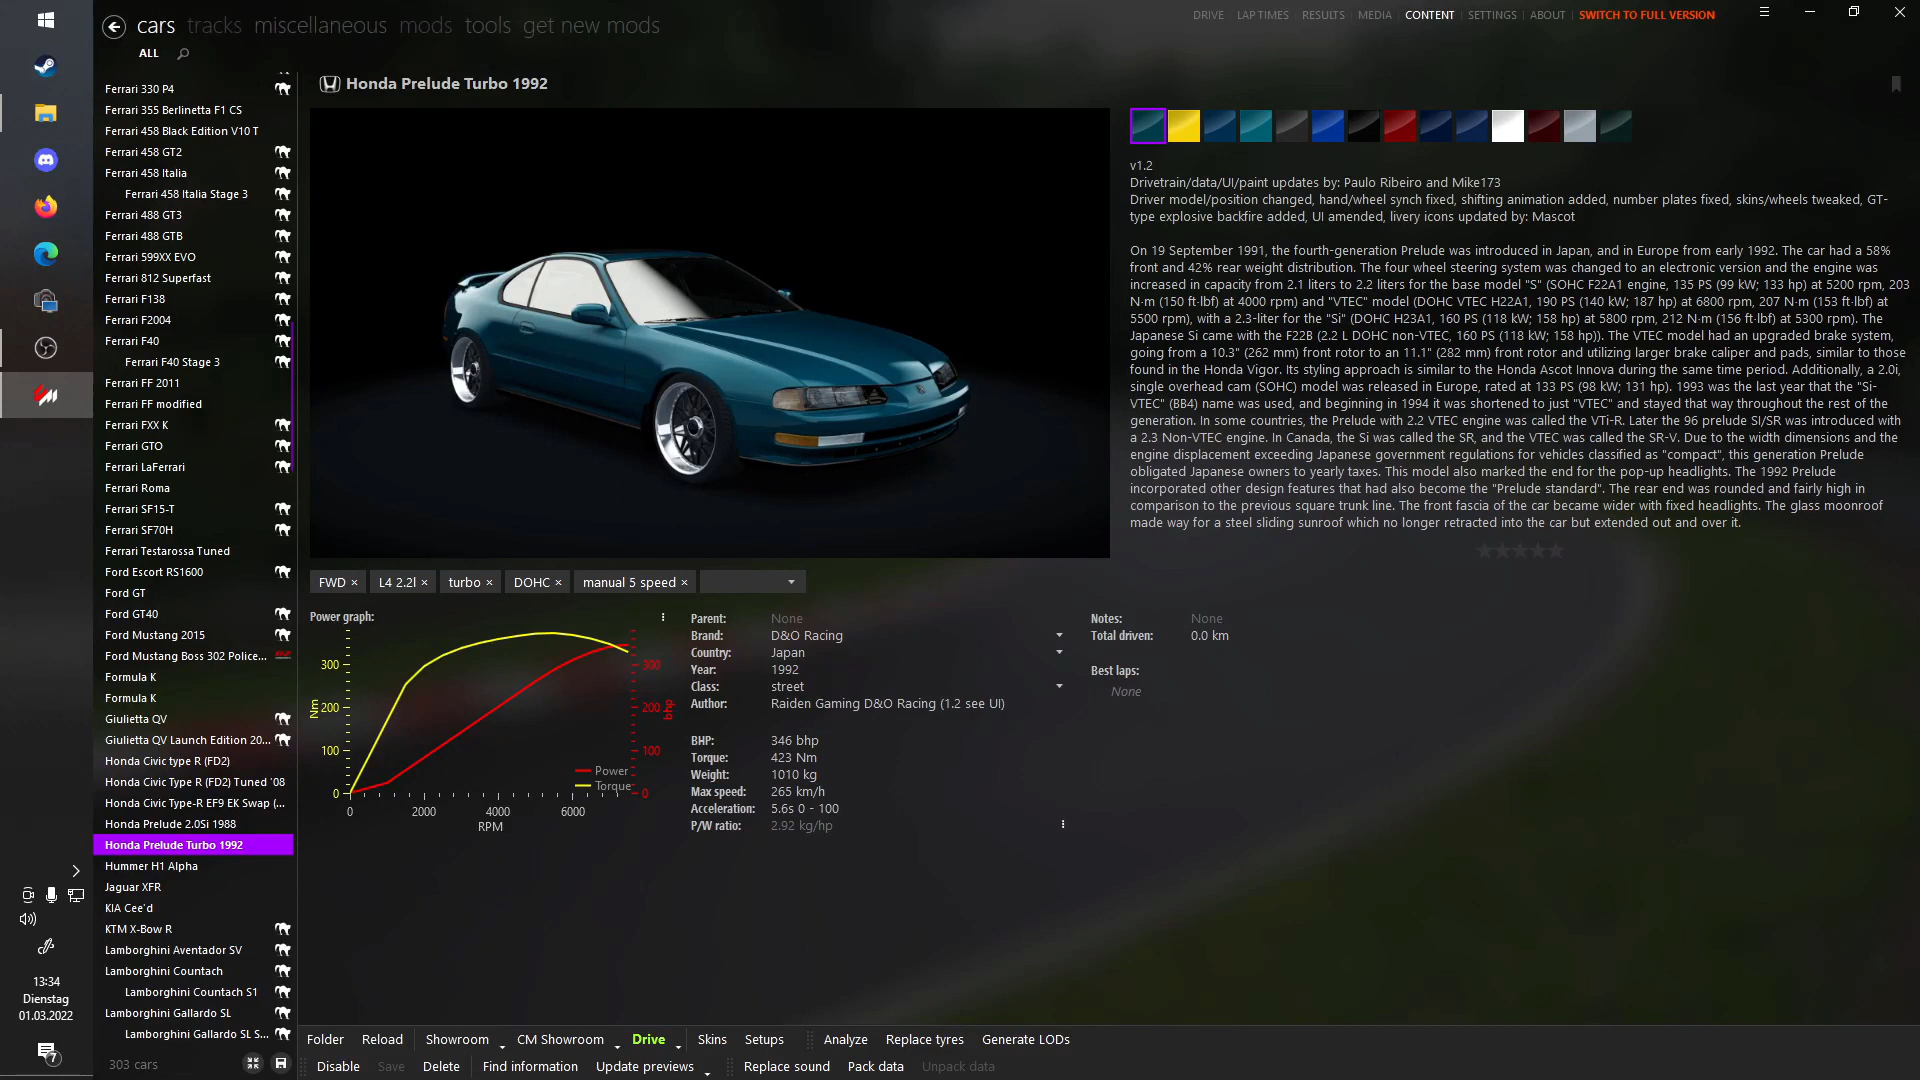 cars tracks miscellaneous mods tools get new mods
DRIVE LAP TIMES RESULTS MEDIA CONTENT SETTINGS ABOUT SWITCH TO FULL VERSION
ALL
Ferrari 330 P4
Ferrari 355 Berlinetta F1 CS
Ferrari 458 Black Edition V10 T
Ferrari 458 GT2
Ferrari 458 Italia
Ferrari 458 Italia Stage 3
Ferrari 488 GT3
Ferrari 488 GTB
Ferrari 599XX EVO
Ferrari 812 Superfast
Ferrari F138
Ferrari F2004
Ferrari F40
Ferrari F40 Stage 3
Ferrari FF 2011
Ferrari FF modified
Ferrari FXX K
Ferrari GTO
Ferrari LaFerrari
Ferrari Roma
Ferrari SF15-T
Ferrari SF70H
Ferrari Testarossa Tuned
Ford Escort RS1600
Ford GT
Ford GT40
Ford Mustang 2015
Ford Mustang Boss 302 Police...
Formula K
Formula K
Giulietta QV
Giulietta QV Launch Edition 20...
Honda Civic type R (FD2)
Honda Civic Type R (FD2) Tuned '08
Honda Civic Type-R EF9 EK Swap (...
Honda Prelude 2.0Si 1988
Honda Prelude Turbo 1992
Hummer H1 Alpha
Jaguar XFR
KIA Cee'd
KTM X-Bow R
Lamborghini Aventador SV
Lamborghini Countach
Lamborghini Countach S1
Lamborghini Gallardo SL
Lamborghini Gallardo SL S...
303 cars
Honda Prelude Turbo 1992
v1.2
Drivetrain/data/UI/paint updates by: Paulo Ribeiro and Mike173
Driver model/position changed, hand/wheel synch fixed, shifting animation added, number plates fixed, skins/wheels tweaked, GT-
type explosive backfire added, UI amended, livery icons updated by: Mascot
On 19 September 1991, the fourth-generation Prelude was introduced in Japan, and in Europe from early 1992. The car had a 58%
front and 42% rear weight distribution. The four wheel steering system was changed to an electronic version and the engine was
increased in capacity from 2.1 liters to 2.2 liters for the base model "S" (SOHC F22A1 engine, 135 PS (99 kW; 133 hp) at 5200 rpm, 203
N·m (150 ft·lbf) at 4000 rpm) and "VTEC" model (DOHC VTEC H22A1, 190 PS (140 kW; 187 hp) at 6800 rpm, 207 N·m (153 ft·lbf) at
5500 rpm), with a 2.3-liter for the "Si" (DOHC H23A1, 160 PS (118 kW; 158 hp) at 5800 rpm, 212 N·m (156 ft·lbf) at 5300 rpm). The
Japanese Si came with the F22B (2.2 L DOHC non-VTEC, 160 PS (118 kW; 158 hp)). The VTEC model had an upgraded brake system,
going from a 10.3" (262 mm) front rotor to an 11.1" (282 mm) front rotor and utilizing larger brake caliper and pads, similar to those
found in the Honda Vigor. Its styling approach is similar to the Honda Ascot Innova during the same time period. Additionally, a 2.0i,
single overhead cam (SOHC) model was released in Europe, rated at 133 PS (98 kW; 131 hp). 1993 was the last year that the "Si-
VTEC" (BB4) name was used, and beginning in 1994 it was shortened to just "VTEC" and stayed that way throughout the rest of the
generation. In some countries, the Prelude with 2.2 VTEC engine was called the VTi-R. Later the 96 prelude SI/SR was introduced with
a 2.3 Non-VTEC engine. In Canada, the Si was called the SR, and the VTEC was called the SR-V. Due to the width dimensions and the
engine displacement exceeding Japanese government regulations for vehicles classified as "compact", this generation Prelude
obligated Japanese owners to yearly taxes. This model also marked the end for the pop-up headlights. The 1992 Prelude
incorporated other design features that had also become the "Prelude standard". The rear end was rounded and fairly high in
comparison to the previous square trunk line. The front fascia of the car became wider with fixed headlights. The glass moonroof
made way for a steel sliding sunroof which no longer retracted into the car but extended out and over it.
FWD × L4 2.2l × turbo × DOHC × manual 5 speed ×
Power graph:
300
200
100
0
Nm
300
200
100
0
bhp
Power
Torque
0 2000 4000 6000
RPM
Parent: None
Brand: D&O Racing
Country: Japan
Year: 1992
Class: street
Author: Raiden Gaming D&O Racing (1.2 see UI)
BHP: 346 bhp
Torque: 423 Nm
Weight: 1010 kg
Max speed: 265 km/h
Acceleration: 5.6s 0 - 100
P/W ratio: 2.92 kg/hp
Notes: None
Total driven: 0.0 km
Best laps:
None
Folder Reload Showroom CM Showroom Drive Skins Setups Analyze Replace tyres Generate LODs
Disable Save Delete Find information Update previews Replace sound Pack data Unpack data
13:34
Dienstag
01.03.2022
7